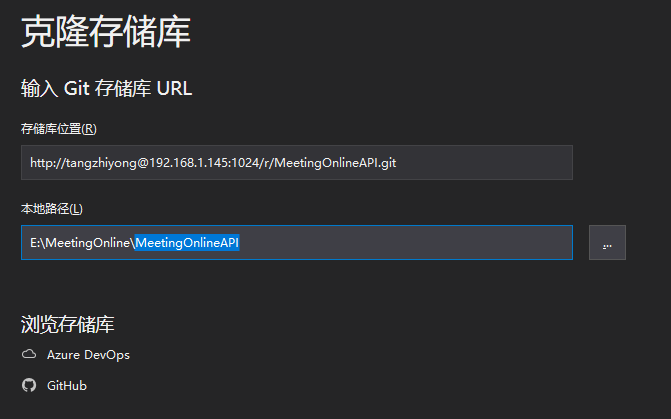 克隆存储库
输入 Git 存储库 URL
存储库位置(R)
http://tangzhiyong@192.168.1.145:1024/r/MeetingOnlineAPI.git
本地路径(L)
E:\MeetingOnline\MeetingOnlineAPI
...
浏览存储库
Azure DevOps
GitHub